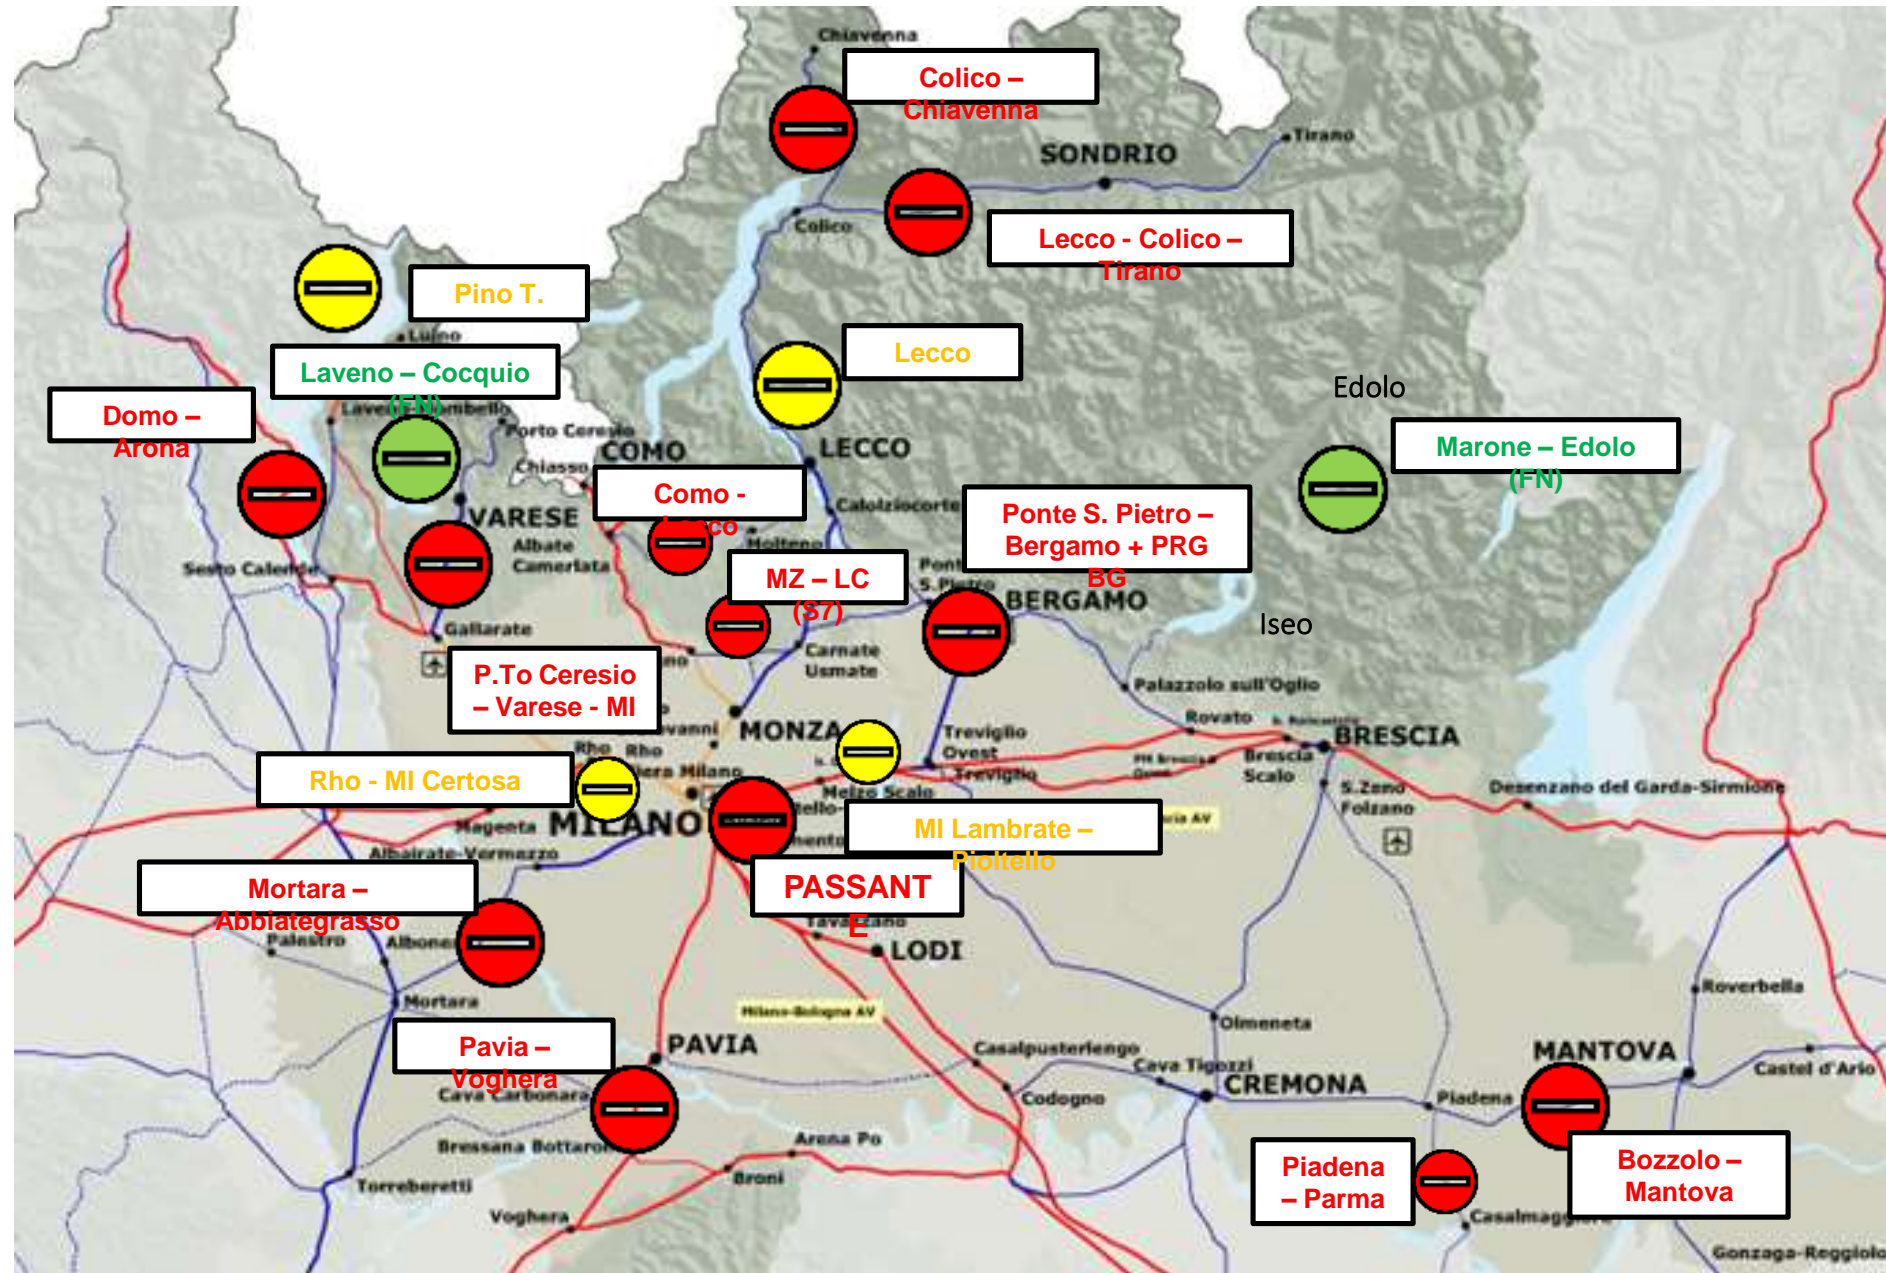 Chiavenna
Colico –
Chiavenna
Tirano
SONDRIO
Colico
Lecco - Colico –
Tirano
Pino T.
Luino
Lecco
Laveno – Cocquio
(FN)
Edolo
Domo –
Arona
Porto Ceresio
COMO
LECCO
Marone – Edolo
(FN)
Chiasso
Como -
Calolziocorte
Ponte S. Pietro –
Bergamo + PRG
BG
VARESE
Albate
Camerlata
Molteno
Sesto Calende
MZ – LC
(S7)
S. Pietro
BERGAMO
Iseo
Gallarate
Carnate
Usmate
P.To Ceresio
– Varese - MI
Palazzolo sull'Oglio
MONZA
Treviglio
Ovest
Rovato
BRESCIA
Brescia
Scalo
Rho
Rho
Treviglio
Rho - MI Certosa
Melzo Scalo
S.Zeno
Folzano
Desenzano del Garda-Sirmione
Magenta
MILANO
MI Lambrate –
Pioltello
Albairate-Vermezzo
Mortara –
Abbiategrasso
PASSANT
E
Tavazzano
Palestro
LODI
Mortara
Milano-Bologna AV
Roverbella
Olmeneta
Pavia –
Voghera
PAVIA
Casalpusterlengo
MANTOVA
Cava Tigozzi
Castel d'Ario
Cava Carbonara
CREMONA
Codogno
Piadena
Arena Po
Piadena
– Parma
Bozzolo –
Mantova
Torreberetti
Broni
Voghera
Gonzaga-Reggiolo